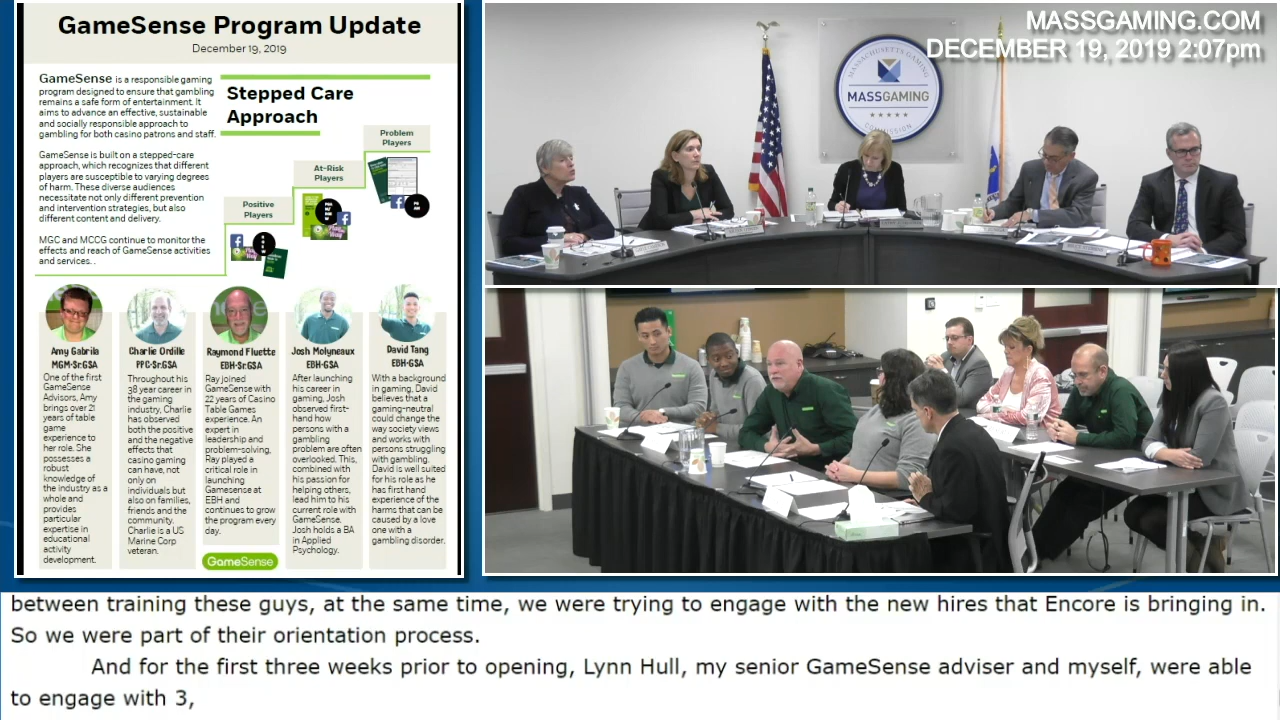 GameSense Program Update
December 19, 2019
GameSense is a responsible gaming
program designed to ensure that gambling
remains a safe form of entertainment. It
aims to advance an effective, sustainable
and socially responsible approach to
gambling for both casino patrons and staff.
GameSense is built on a stepped-care
approach, which recognizes that different
players are susceptible to varying degrees
of harm. These diverse audiences
necessitate not only different prevention
and intervention strategies, but also
different content and delivery.
MGC and MCCG continue to monitor the
effects and reach of GameSense activities
and services. .
Stepped Care
Approach
Problem
Players
At-Risk
Players
Positive
Players
Amy Gabrila
MGM-Sr.GSA
One of the first
GameSense
Advisors, Amy
brings over 21
years of table
game
experience to
her role. She
possesses a
robust
knowledge of
the industry as a
whole and
provides
particular
expertise in
educational
activity
development.
Charlie Ordille
PPC-Sr.GSA
Throughout his
38 year career in
the gaming
industry, Charlie
has observed
both the positive
and the negative
effects that
casino gaming
can have, not
only on
individuals but
also on families,
friends and the
community.
Charlie is a US
Marine Corp
veteran.
Raymond Fluette
EBH-Sr.GSA
Ray joined
GameSense with
22 years of Casino
Table Games
experience. An
expert in
leadership and
problem-solving,
Ray played a
critical role in
launching
Gamesense at
EBH and
continues to grow
the program every
day.
GameSense
Josh Molyneaux
EBH-GSA
After launching
his career in
gaming, Josh
observed first-
hand how
persons with a
gambling
problem are often
overlooked. This,
combined with
his passion for
helping others,
lead him to his
current role with
GameSense.
Josh holds a BA
in Applied
Psychology.
David Tang
EBH-GSA
With a background
in gaming, David
believes that a
gaming-neutral
could change the
way society views
and works with
persons struggling
with gambling.
David is well suited
for his role as he
has first hand
experience of the
harms that can be
caused by a love
one with a
gambling disorder.
MASSGAMING.COM
DECEMBER 19, 2019 2:07pm
MASSACHUSETTS GAMING
MASSGAMING
COMMISSION
between training these guys, at the same time, we were trying to engage with the new hires that Encore is bringing in.
So we were part of their orientation process.
And for the first three weeks prior to opening, Lynn Hull, my senior GameSense adviser and myself, were able
to engage with 3,